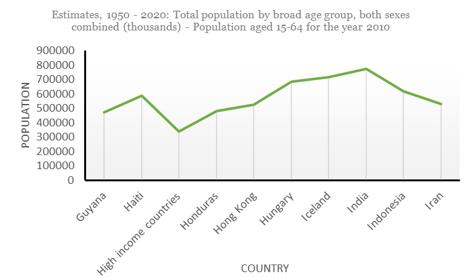 Estimates, 1950 - 2020: Total population by broad age group, both sexes
combined (thousands) - Population aged 15-64 for the year 2010
900000
800000
700000
600000
500000
400000
300000
200000
100000
0
POPULATION
Guyana
Haiti
High income countries
Honduras
Hong Kong
Hungary
Iceland
India
Indonesia
Iran
COUNTRY